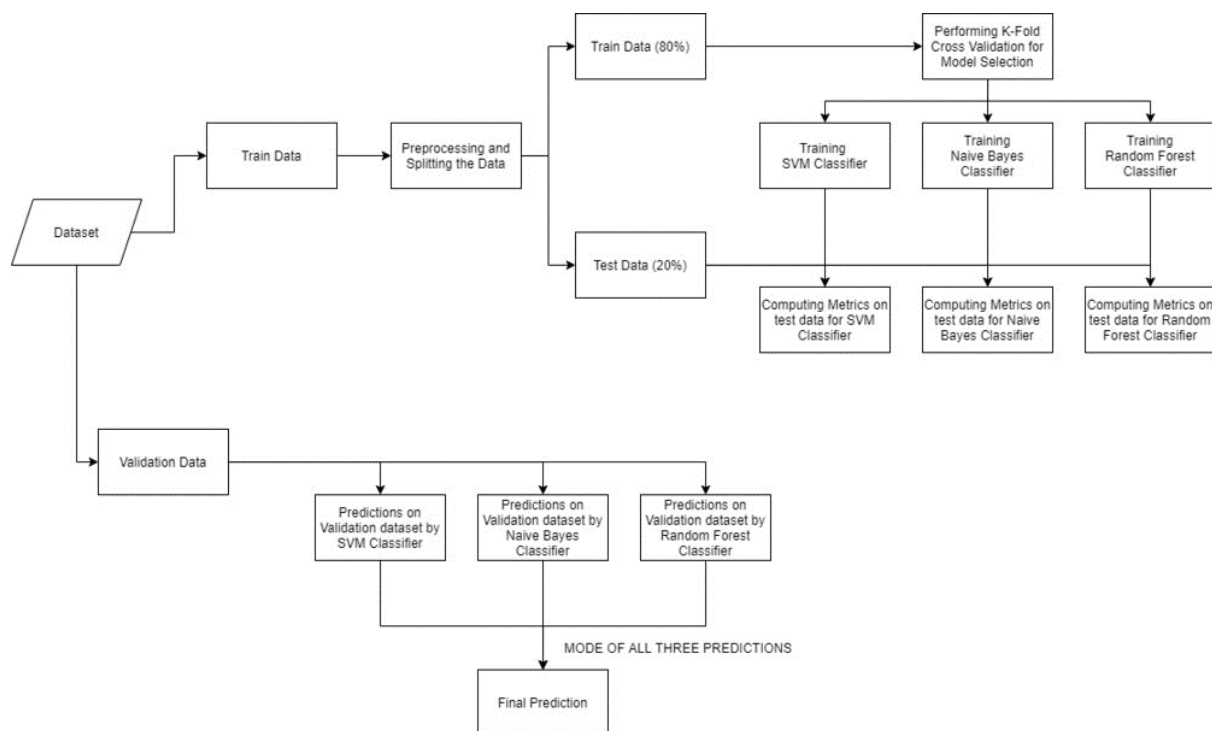 Train Data (80%)
Performing K-Fold
Cross Validation for
Model Selection
Train Data
Preprocessing and
Splitting the Data
Training
SVM Classifier
Training
Naive Bayes
Classifier
Training
Random Forest
Classifier
Dataset
Test Data (20%)
Computing Metrics on
test data for SVM
Classifier
Computing Metrics on
test data for Naive
Bayes Classifier
Computing Metrics on
test data for Random
Forest Classifier
Validation Data
Predictions on
Validation dataset by
SVM Classifier
Predictions on
Validation dataset by
Naive Bayes
Classifier
Predictions on
Validation dataset by
Random Forest
Classifier
MODE OF ALL THREE PREDICTIONS
Final Prediction